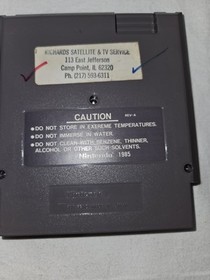 RICHARDS SATELLITE & TV SERVICE
113 East Jefferson
Camp Point, IL 62320
Ph. (217) 593-6311
CAUTION
REV-A
• DO NOT STORE IN EXTREME TEMPERATURES.
• DO NOT IMMERSE IN WATER.
• DO NOT CLEAN WITH BENZENE, THINNER,
ALCOHOL OR OTHER SUCH SOLVENTS.
Nintendo 1985